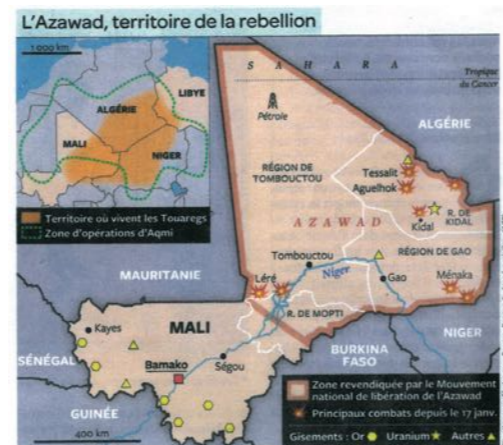 L'Azawad, territoire de la rebellion
1 000 km
ALGÉRIE
LIBYE
MALI
NIGER
Territoire où vivent les Touaregs
Zone d'opérations d'Aqmi
SAHARA
Tropique
du Cancer
Pétrole
ALGÉRIE
RÉGION DE
TOMBOUCTOU
Tessalit
Aguelhok
AZAWAD
Kidal
R. DE
KIDAL
Tombouctou
RÉGION DE GAO
MAURITANIE
Niger
Gao
Léré
Ménaka
R. DE MOPTI
MALI
Kayes
NIGER
BURKINA
FASO
SÉNÉGAL
Bamako
Ségou
GUINÉE
400 km
Zone revendiquée par le Mouvement
national de libération de l'Azawad
Principaux combats depuis le 17 janv.
Gisements : Or Uranium Autres